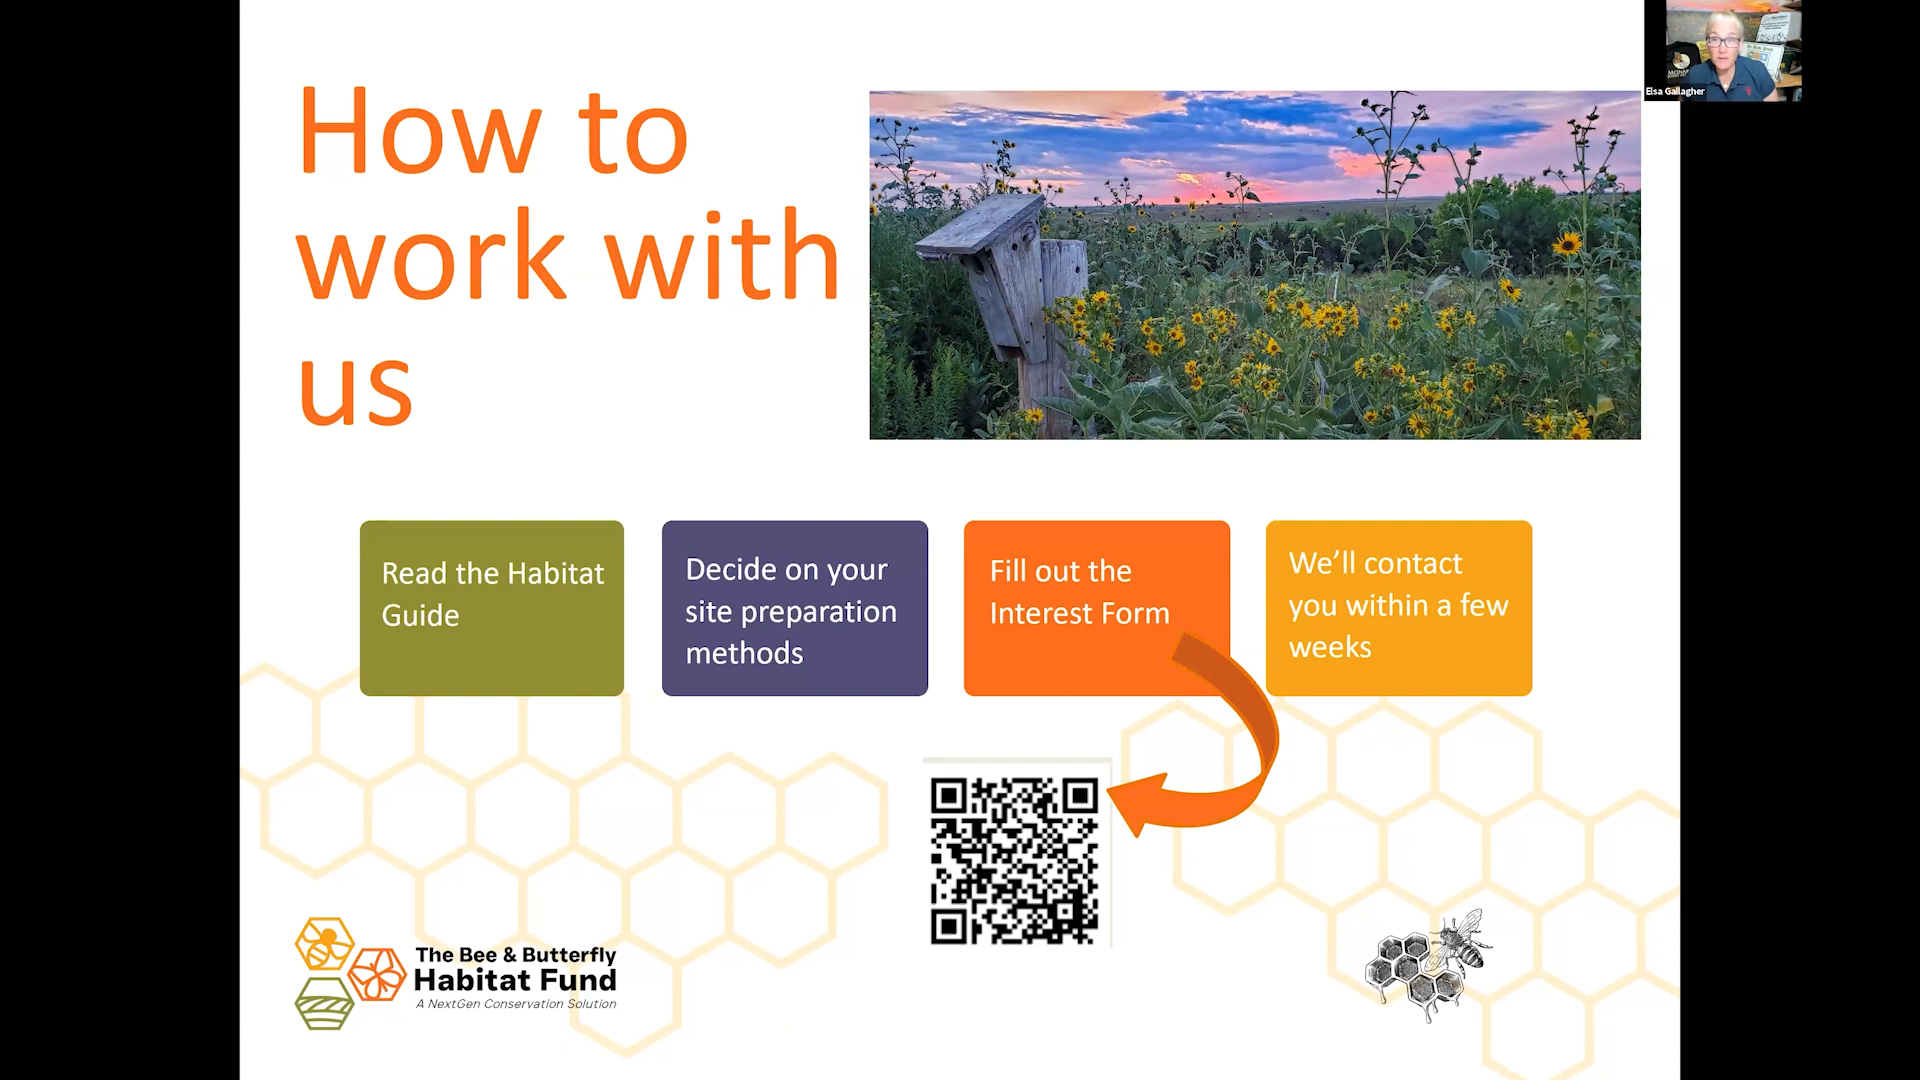 How to
work with
us
Read the Habitat
Guide
Decide on your
site preparation
methods
Fill out the
Interest Form
We’ll contact
you within a few
weeks
The Bee & Butterfly
Habitat Fund
A NextGen Conservation Solution
Elsa Gallagher